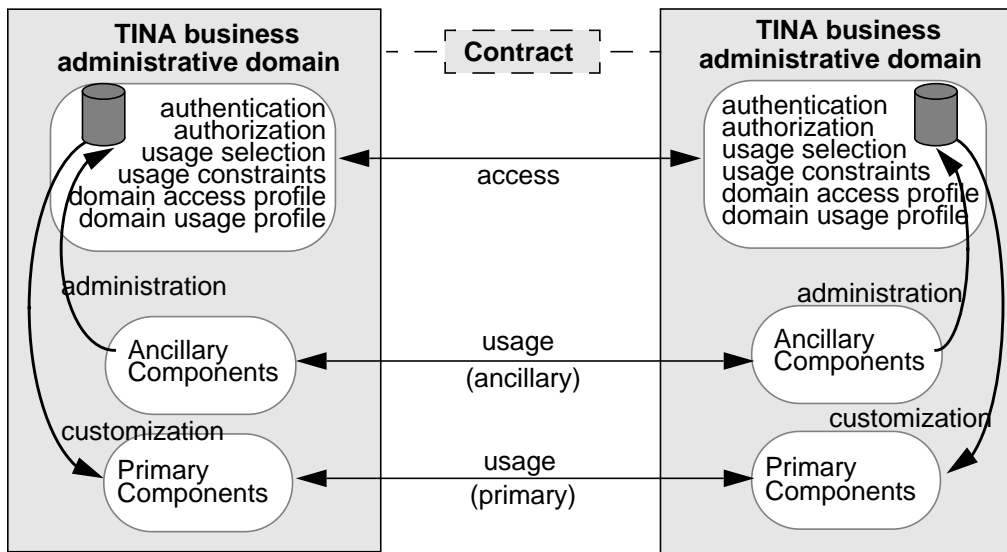 TINA business
administrative domain
authentication
authorization
usage selection
usage constraints
domain access profile
domain usage profile
administration
Ancillary
Components
customization
Primary
Components
Contract
access
usage
(ancillary)
usage
(primary)
TINA business
administrative domain
authentication
authorization
usage selection
usage constraints
domain access profile
domain usage profile
administration
Ancillary
Components
customization
Primary
Components